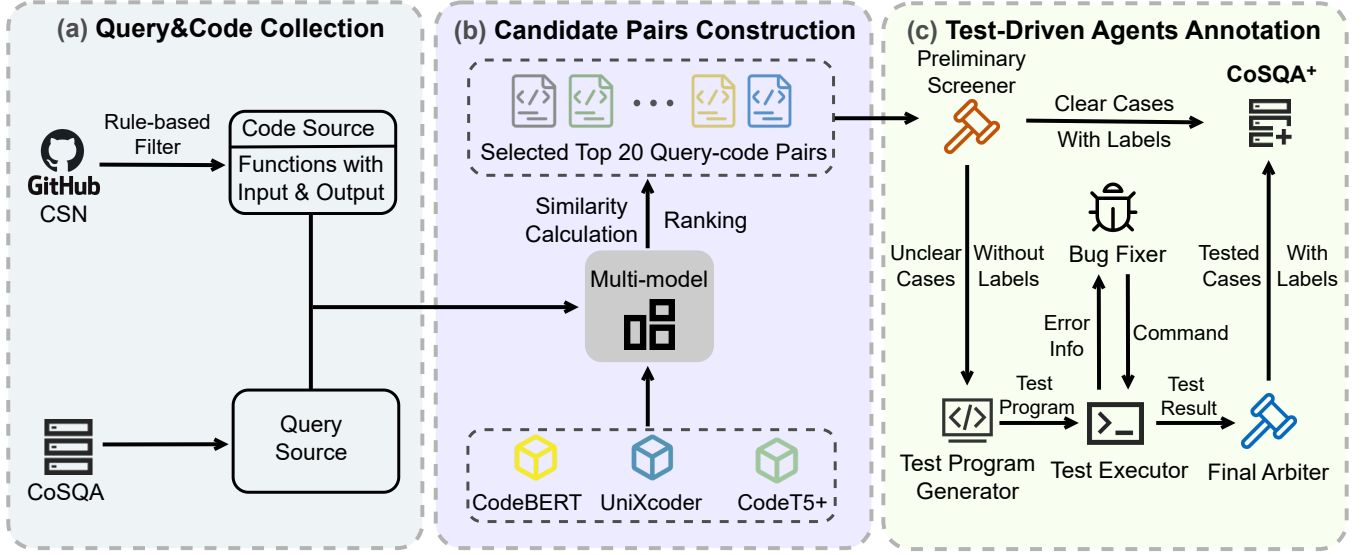 (a) Query&Code Collection
Rule-based
Filter
GitHub
CSN
Code Source
Functions with
Input & Output
CoSQA
Query
Source
(b) Candidate Pairs Construction
</>
</>
</>
</>
Selected Top 20 Query-code Pairs
Similarity
Calculation
Ranking
Multi-model
CodeBERT
UniXcoder
CodeT5+
(c) Test-Driven Agents Annotation
Preliminary
Screener
Clear Cases
With Labels
CoSQA+
Unclear
Cases
Without
Labels
Bug Fixer
Error
Info
Command
Tested
Cases
With
Labels
</>
Test Program
Generator
Test
Program
Test Executor
Test
Result
Final Arbiter